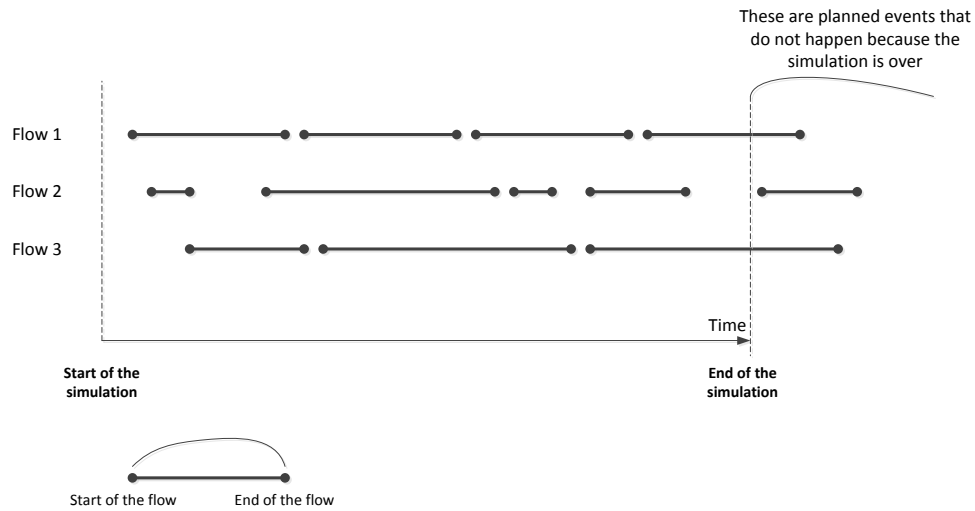 These are planned events that
do not happen because the
simulation is over
Flow 1
Flow 2
Flow 3
Time
Start of the
simulation
End of the
simulation
Start of the flow
End of the flow